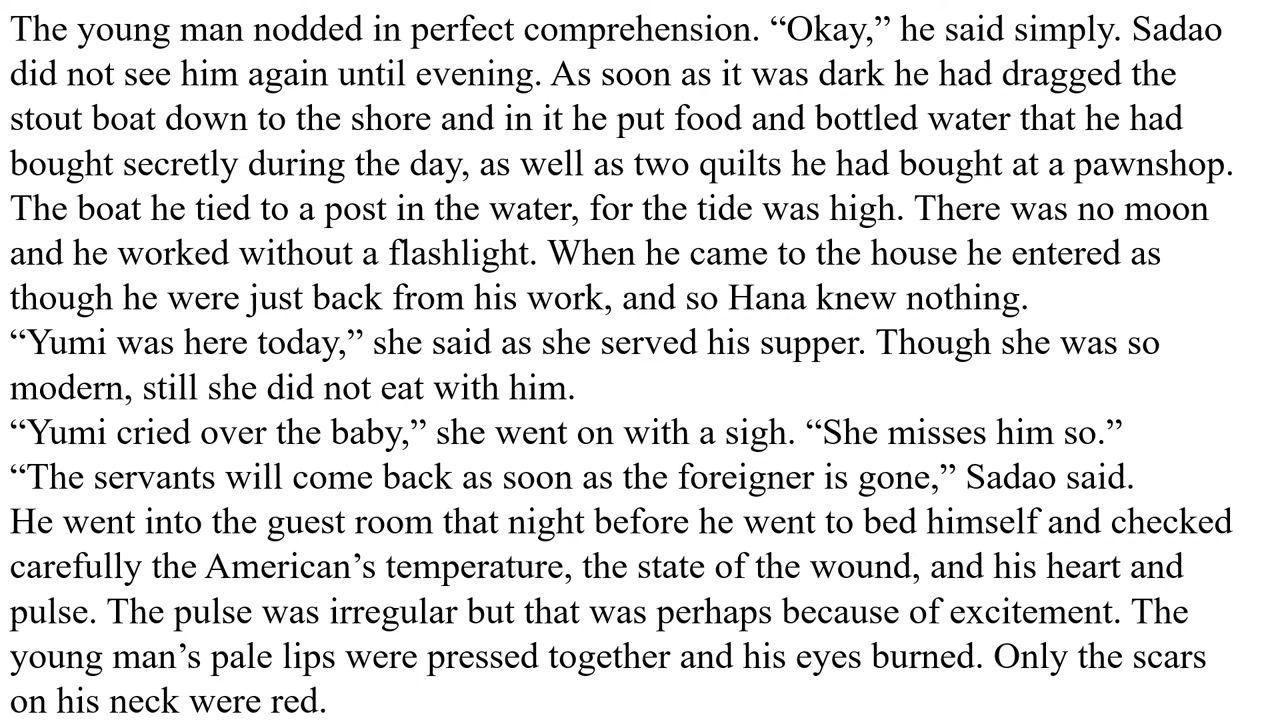 The young man nodded in perfect comprehension. “Okay,” he said simply. Sadao
did not see him again until evening. As soon as it was dark he had dragged the
stout boat down to the shore and in it he put food and bottled water that he had
bought secretly during the day, as well as two quilts he had bought at a pawnshop.
The boat he tied to a post in the water, for the tide was high. There was no moon
and he worked without a flashlight. When he came to the house he entered as
though he were just back from his work, and so Hana knew nothing.
“Yumi was here today,” she said as she served his supper. Though she was so
modern, still she did not eat with him.
“Yumi cried over the baby,” she went on with a sigh. “She misses him so.”
“The servants will come back as soon as the foreigner is gone,” Sadao said.
He went into the guest room that night before he went to bed himself and checked
carefully the American’s temperature, the state of the wound, and his heart and
pulse. The pulse was irregular but that was perhaps because of excitement. The
young man’s pale lips were pressed together and his eyes burned. Only the scars
on his neck were red.